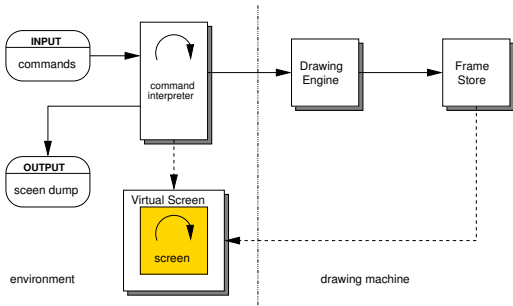 INPUT
commands
command
interpreter
Drawing
Engine
Frame
Store
OUTPUT
sceen dump
Virtual Screen
screen
environment
drawing machine